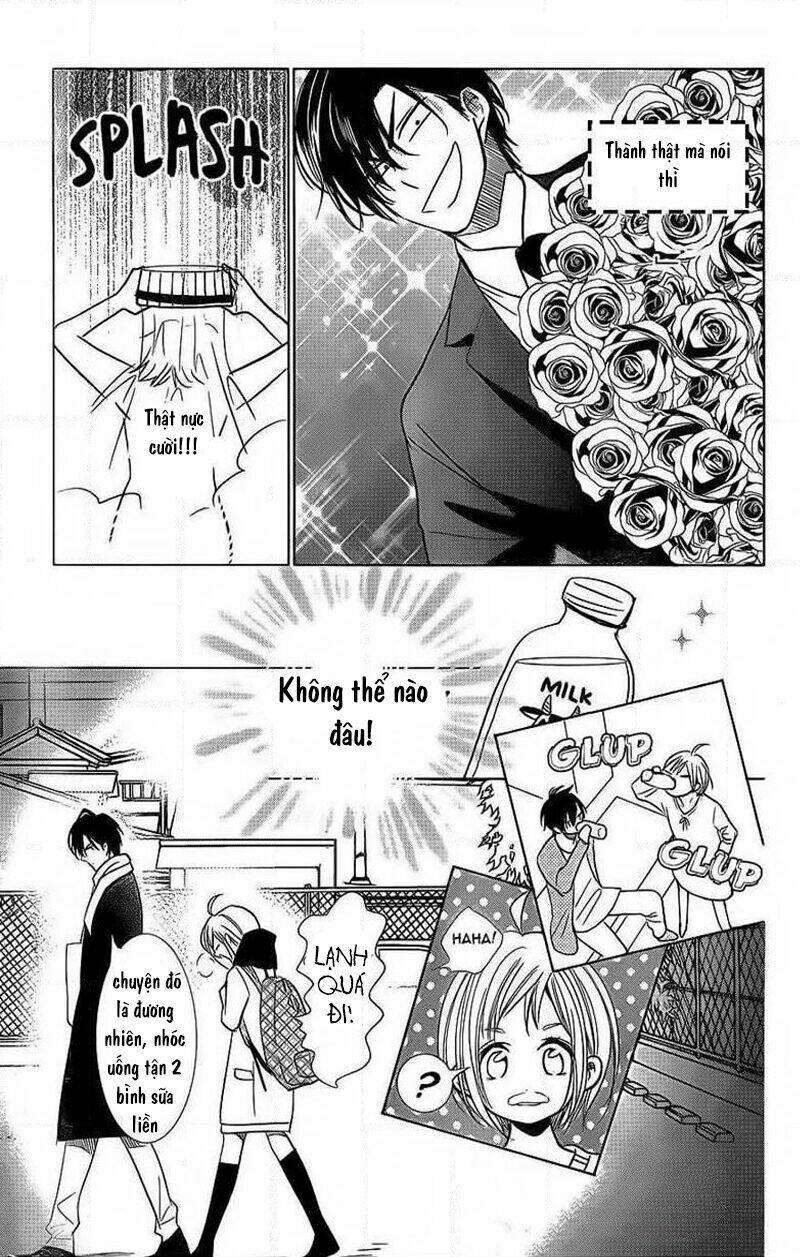 Thành thật mà nói
thì
SPLASH
Thật nực
cười!!!
Không thể nào
đâu!
MILK
GLUP
GLUP
HAHA!
?
LẠNH
QUÁ
ĐI!
chuyện đó
là đương
nhiên, nhóc
uống tận 2
bình sữa
liền